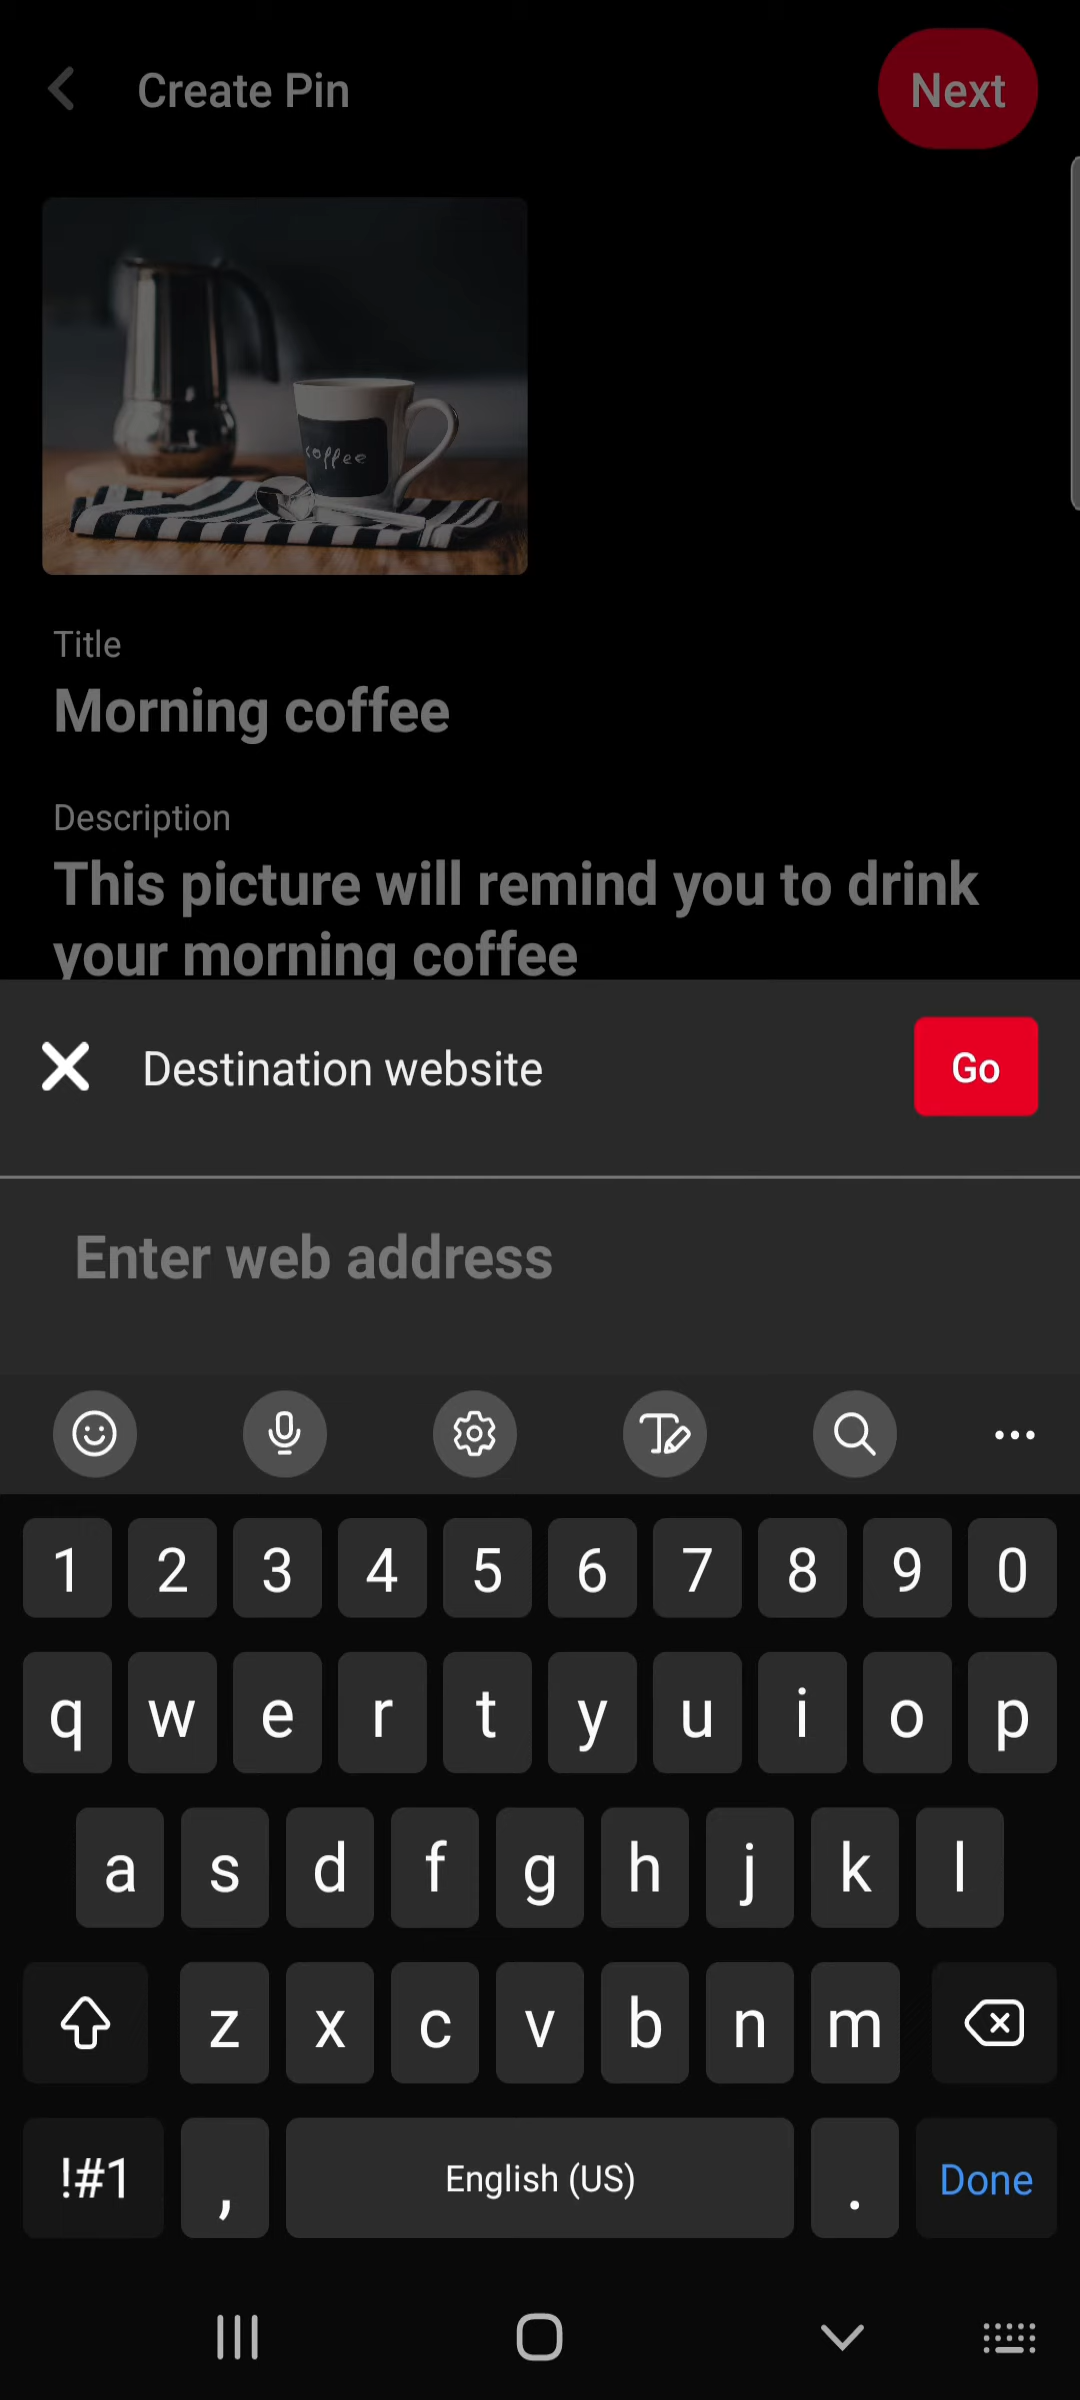 Create Pin
Next
coffee
Title
Morning coffee
Description
This picture will remind you to drink
your morning coffee
Destination website
Go
Enter web address
1 2 3 4 5 6 7 8 9 0
q w e r t y u i o p
a s d f g h j k l
z x c v b n m
!#1 , English (US) . Done